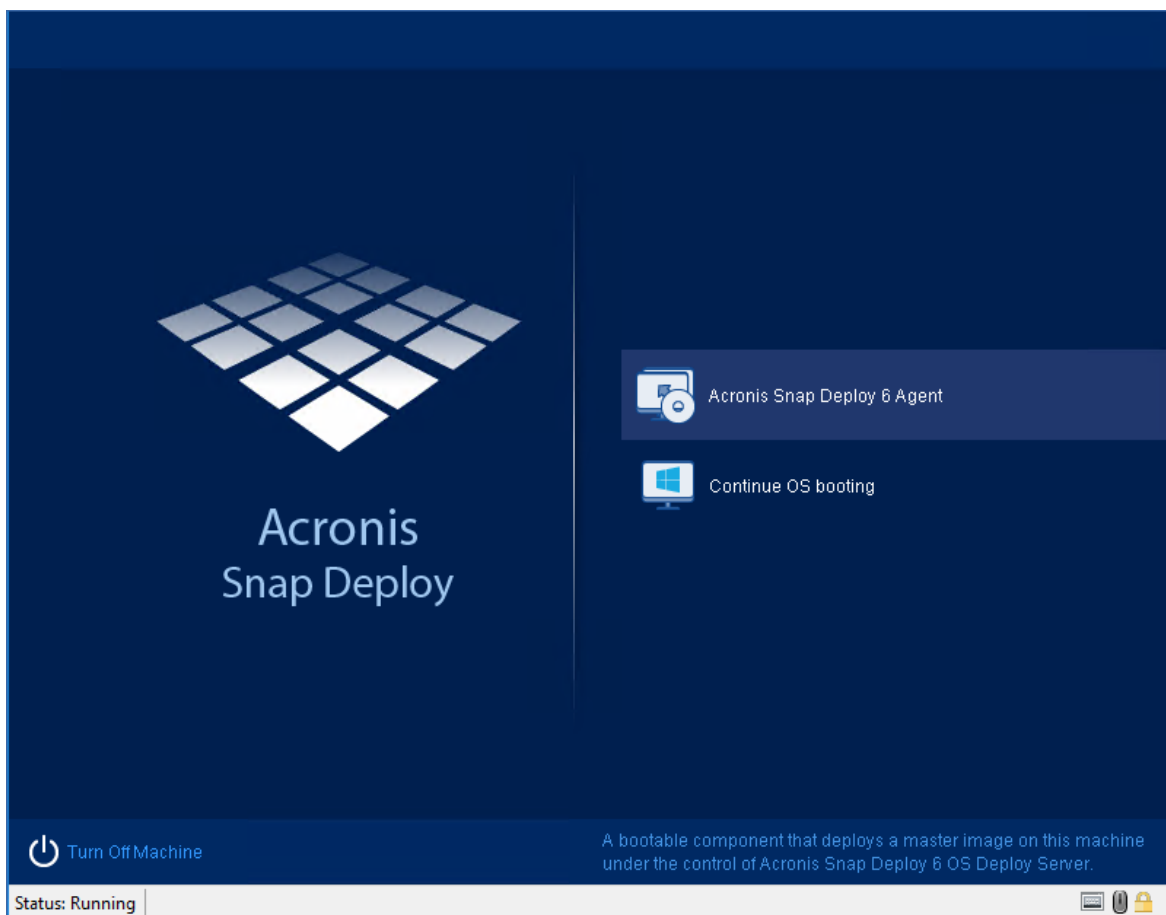 Acronis
Snap Deploy
Acronis Snap Deploy 6 Agent
Continue OS booting
Turn Off Machine
A bootable component that deploys a master image on this machine
under the control of Acronis Snap Deploy 6 OS Deploy Server.
Status: Running